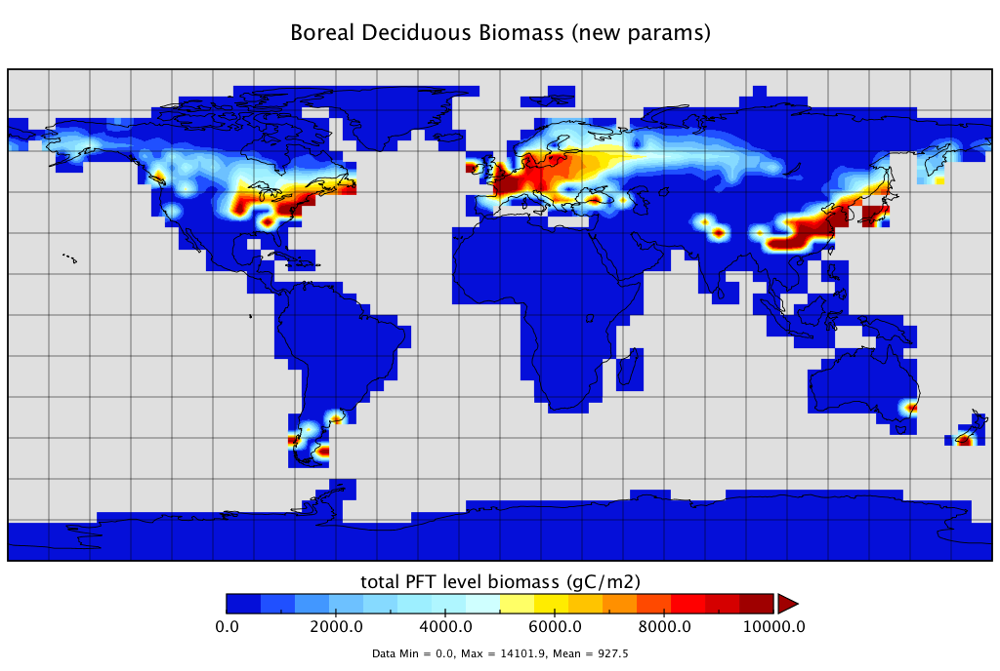 Boreal Deciduous Biomass (new params)
total PFT level biomass (gC/m2)
0.0 2000.0 4000.0 6000.0 8000.0 10000.0
Data Min = 0.0, Max = 14101.9, Mean = 927.5